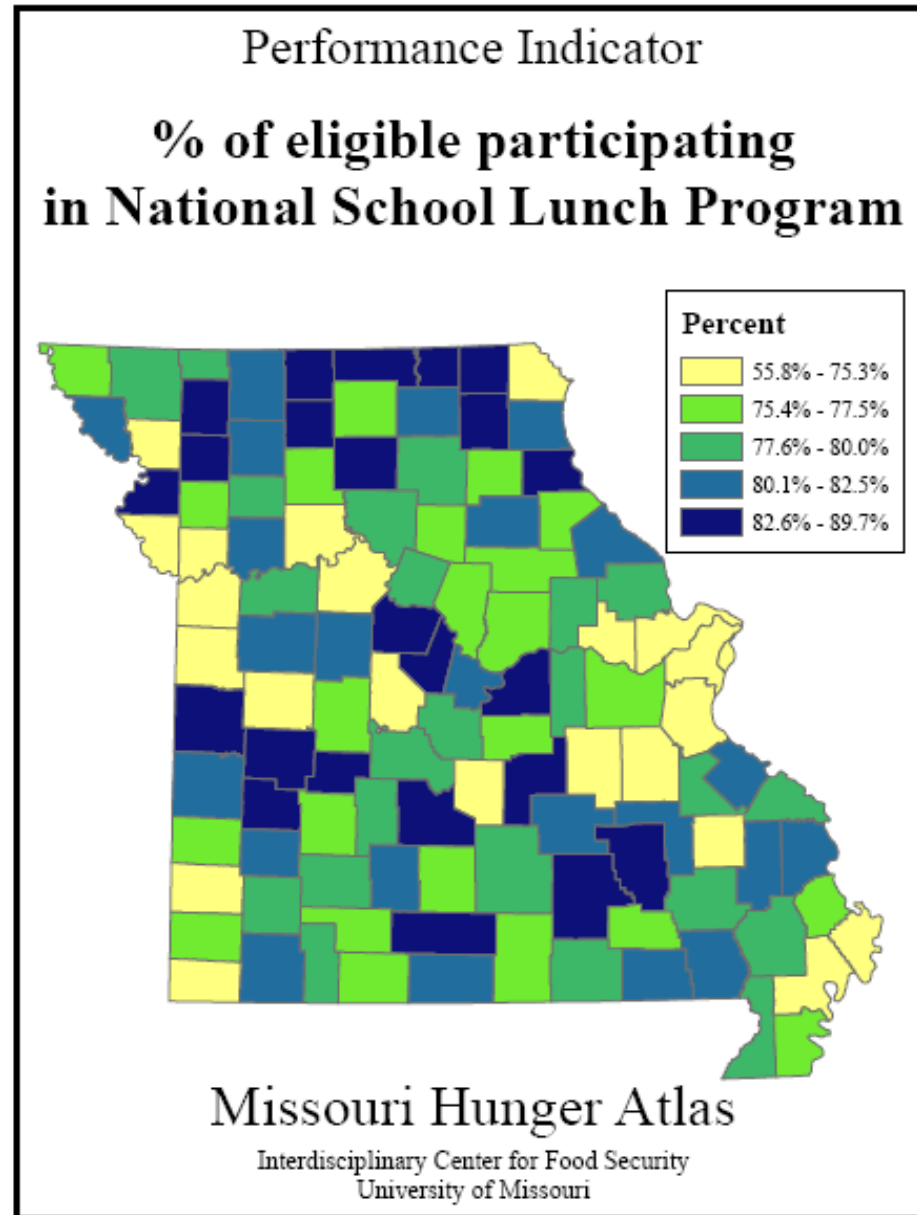 Performance Indicator
% of eligible participating
in National School Lunch Program
Percent
55.8% - 75.3%
75.4% - 77.5%
77.6% - 80.0%
80.1% - 82.5%
82.6% - 89.7%
Missouri Hunger Atlas
Interdisciplinary Center for Food Security
University of Missouri